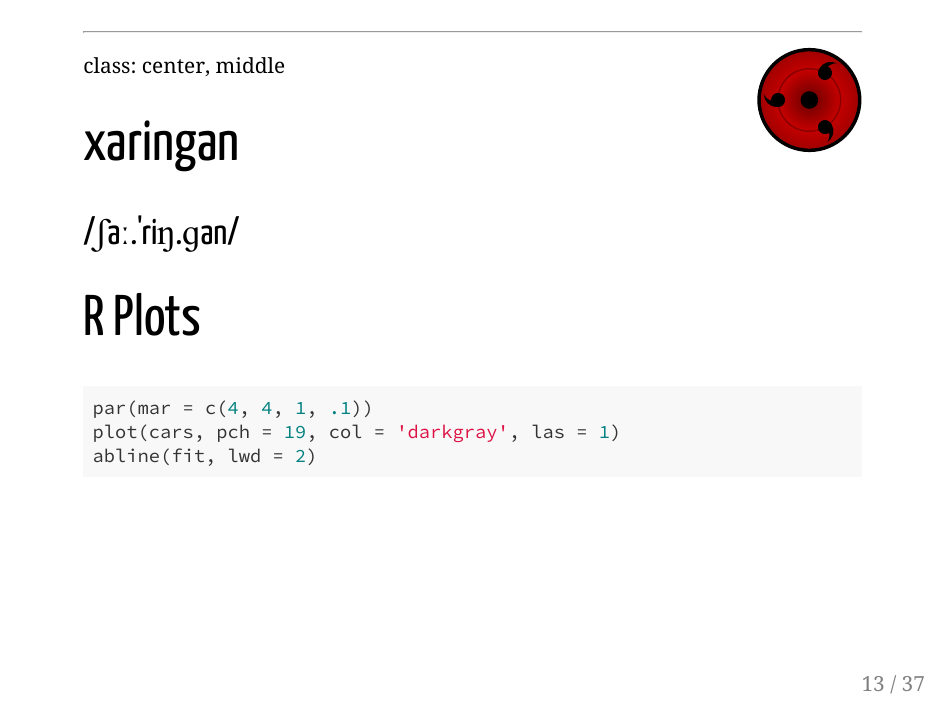 class: center, middle
xaringan
/ʃaː.'riŋ.ɡan/
R Plots
par(mar = c(4, 4, 1, .1))
plot(cars, pch = 19, col = 'darkgray', las = 1)
abline(fit, lwd = 2)
13 / 37